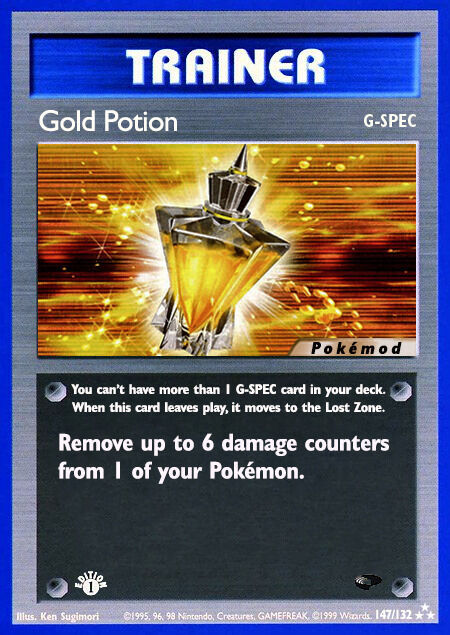 TRAINER
Gold Potion G-SPEC
Pokémod
You can't have more than 1 G-SPEC card in your deck.
When this card leaves play, it moves to the Lost Zone.
Remove up to 6 damage counters
from 1 of your Pokémon.
EDITION
1
Illus. Ken Sugimori ©1995, 96, 98 Nintendo, Creatures, GAMEFREAK. ©1999 Wizards. 147/132